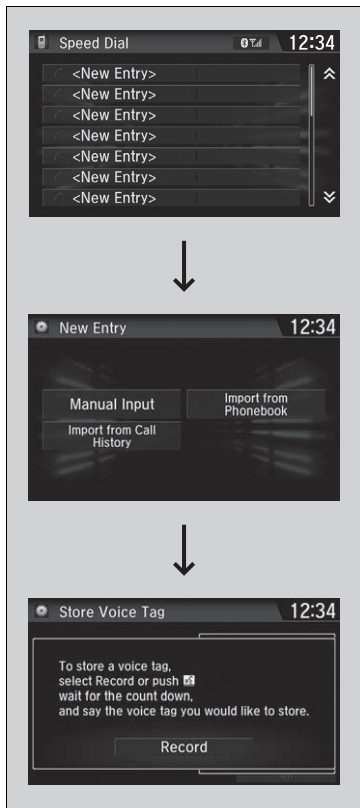 Speed Dial
12:34
<New Entry>
<New Entry>
<New Entry>
<New Entry>
<New Entry>
<New Entry>
<New Entry>
New Entry
12:34
Manual Input
Import from
Phonebook
Import from Call
History
Store Voice Tag
12:34
To store a voice tag,
select Record or push
wait for the count down,
and say the voice tag you would like to store.
Record